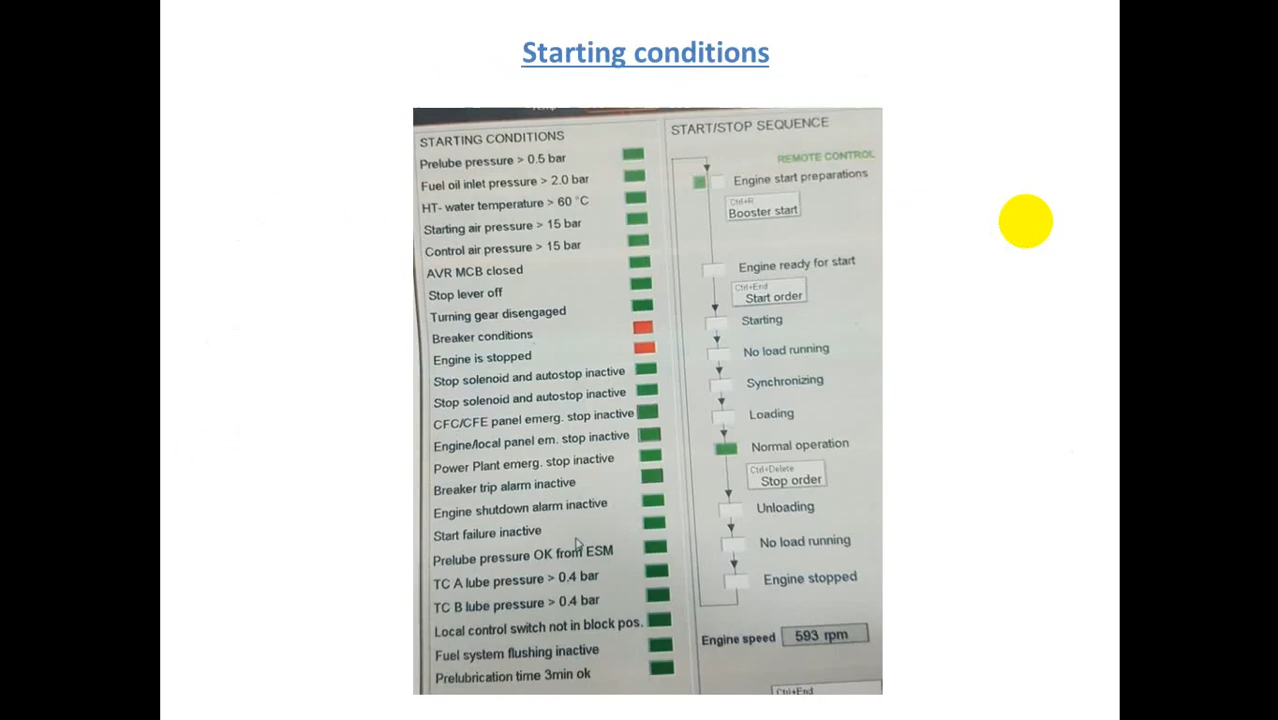 Starting conditions
STARTING CONDITIONS
Prelube pressure > 0.5 bar
Fuel oil inlet pressure > 2.0 bar
HT- water temperature > 60 °C
Starting air pressure > 15 bar
Control air pressure > 15 bar
AVR MCB closed
Stop lever off
Turning gear disengaged
Breaker conditions
Engine is stopped
Stop solenoid and autostop inactive
Stop solenoid and autostop inactive
CFC/CFE panel emerg. stop inactive
Engine/local panel em. stop inactive
Power Plant emerg. stop inactive
Breaker trip alarm inactive
Engine shutdown alarm inactive
Start failure inactive
Prelube pressure OK from ESM
TC A lube pressure > 0.4 bar
TC B lube pressure > 0.4 bar
Local control switch not in block pos.
Fuel system flushing inactive
Prelubrication time 3min ok
START/STOP SEQUENCE
REMOTE CONTROL
Engine start preparations
Ctrl+R
Booster start
Engine ready for start
Ctrl+End
Start order
Starting
No load running
Synchronizing
Loading
Normal operation
Ctrl+Delete
Stop order
Unloading
No load running
Engine stopped
Engine speed 593 rpm
Ctrl+End